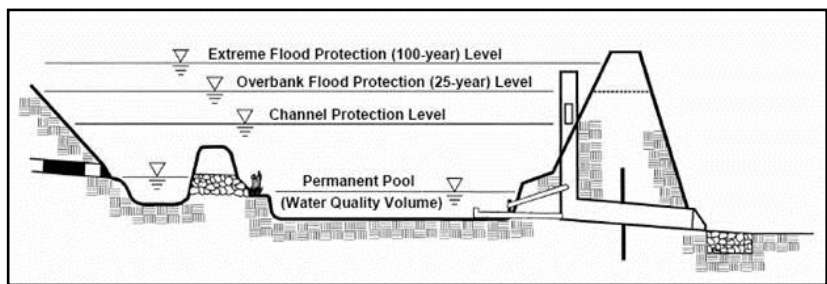 Extreme Flood Protection (100-year) Level
Overbank Flood Protection (25-year) Level
Channel Protection Level
Permanent Pool
(Water Quality Volume)